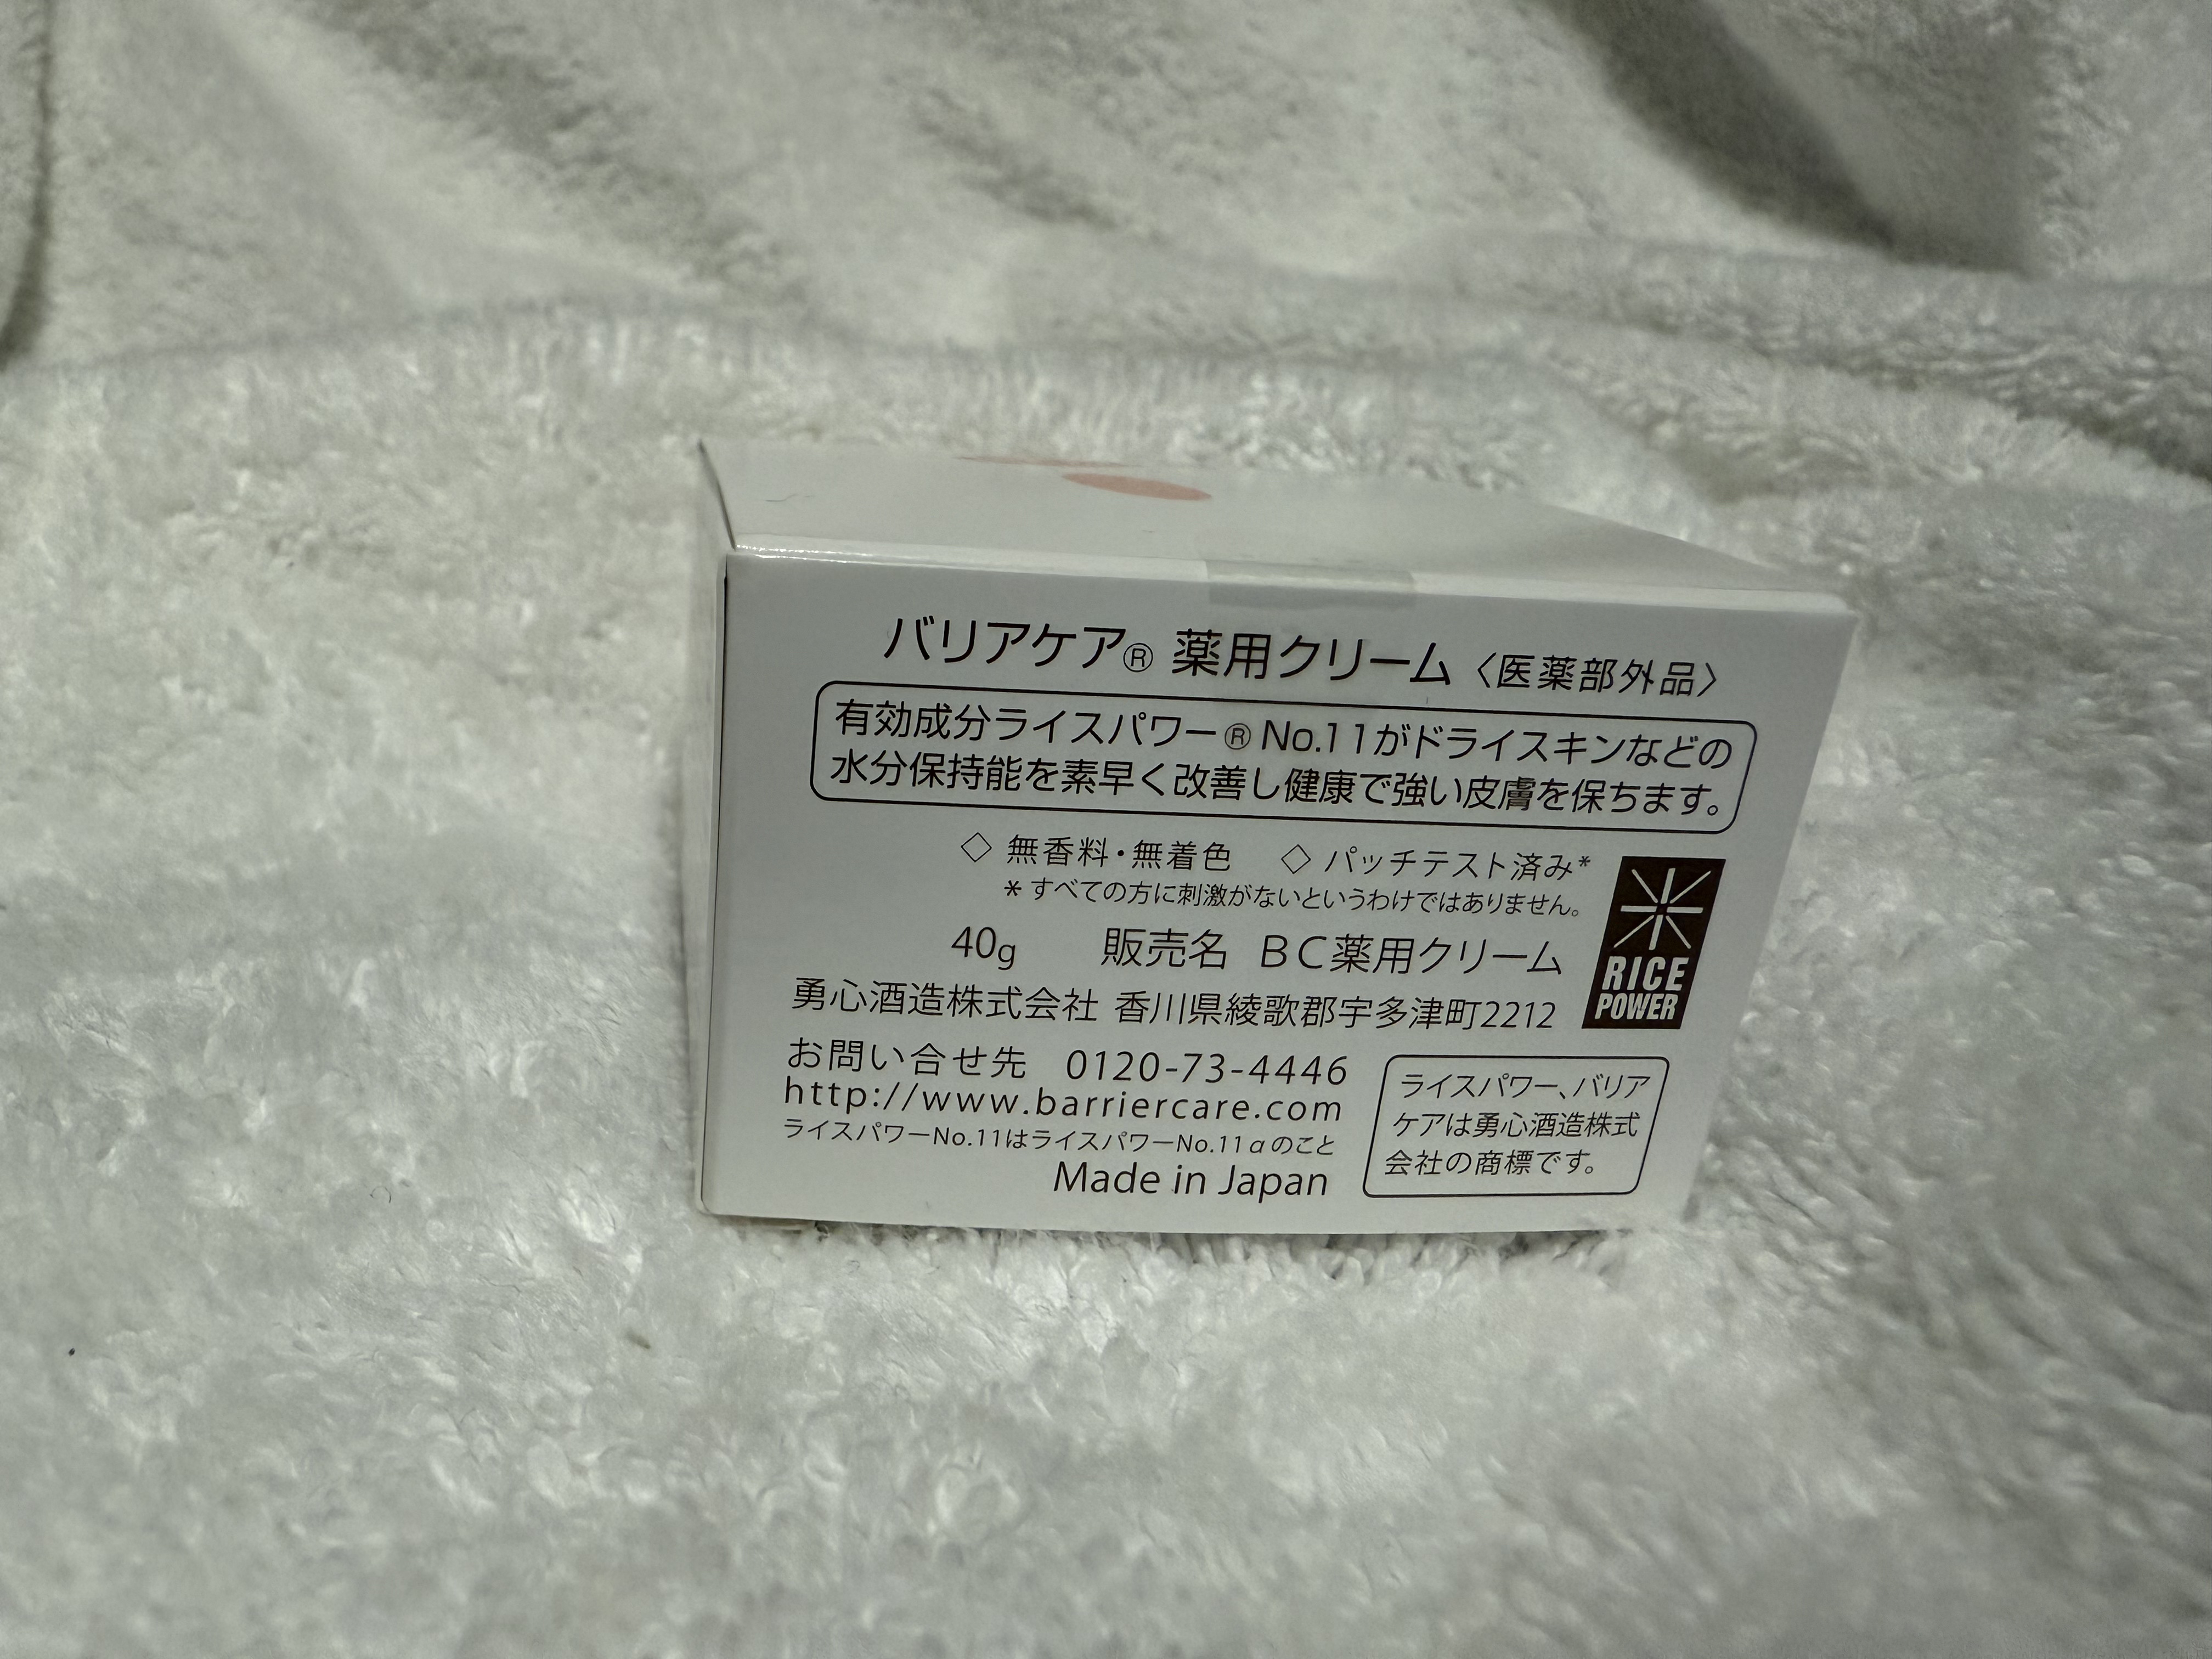 バリアケア® 薬用クリーム〈医薬部外品〉
有効成分ライスパワー® No.11がドライスキンなどの
水分保持能を素早く改善し健康で強い皮膚を保ちます。
◇ 無香料・無着色　◇ パッチテスト済み*
* すべての方に刺激がないというわけではありません。
40g　販売名　BC薬用クリーム
RICE
POWER
勇心酒造株式会社 香川県綾歌郡宇多津町2212
お問い合せ先　0120-73-4446
http://www.barriercare.com
ライスパワーNo.11はライスパワーNo.11αのこと
Made in Japan
ライスパワー、バリア
ケアは勇心酒造株式
会社の商標です。